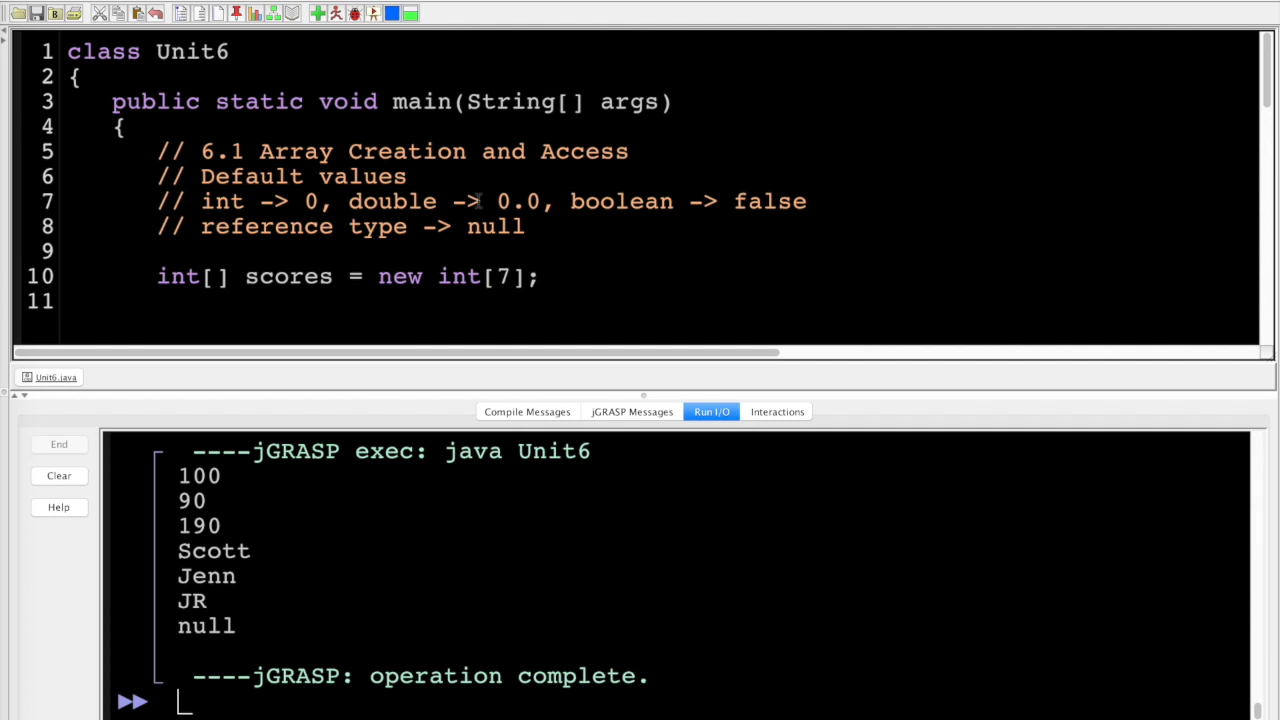 1 class Unit6
2 {
3 public static void main(String[] args)
4 {
5 // 6.1 Array Creation and Access
6 // Default values
7 // int -> 0, double -> 0.0, boolean -> false
8 // reference type -> null
9
10 int[] scores = new int[7];
11
Unit6.java
Compile Messages jGRASP Messages Run I/O Interactions
End
Clear
Help
----jGRASP exec: java Unit6
100
90
190
Scott
Jenn
JR
null
----jGRASP: operation complete.